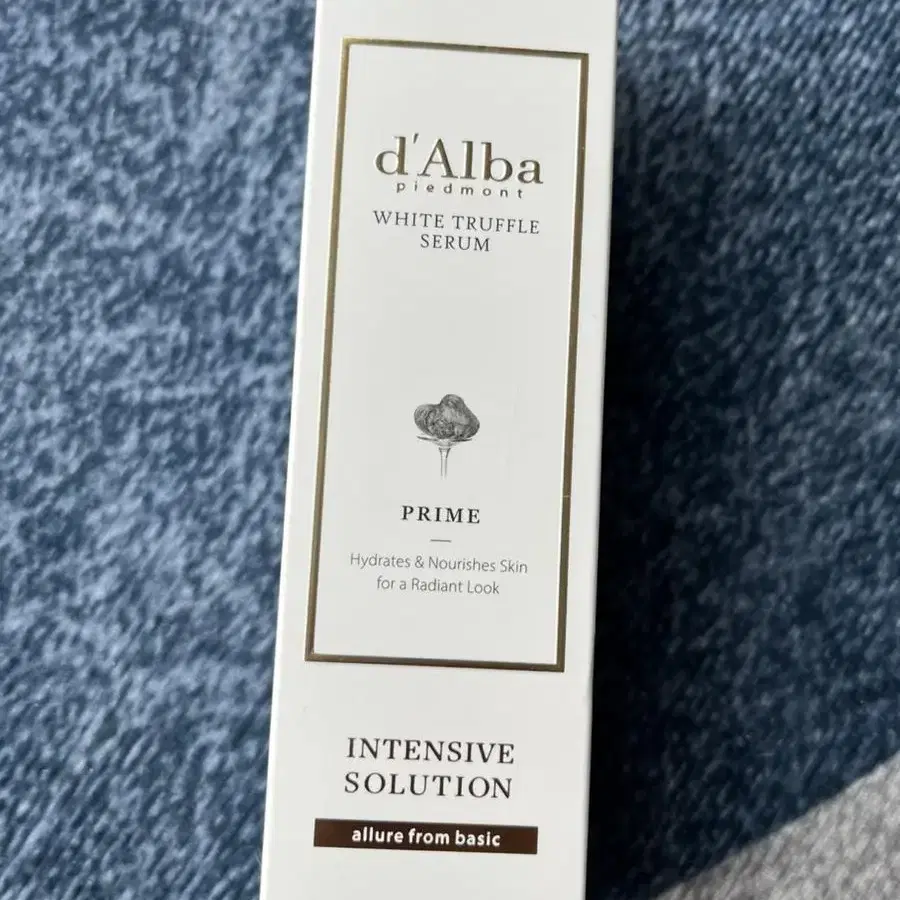 d'Alba
piedmont
WHITE TRUFFLE
SERUM
PRIME
Hydrates & Nourishes Skin
for a Radiant Look
INTENSIVE
SOLUTION
allure from basic